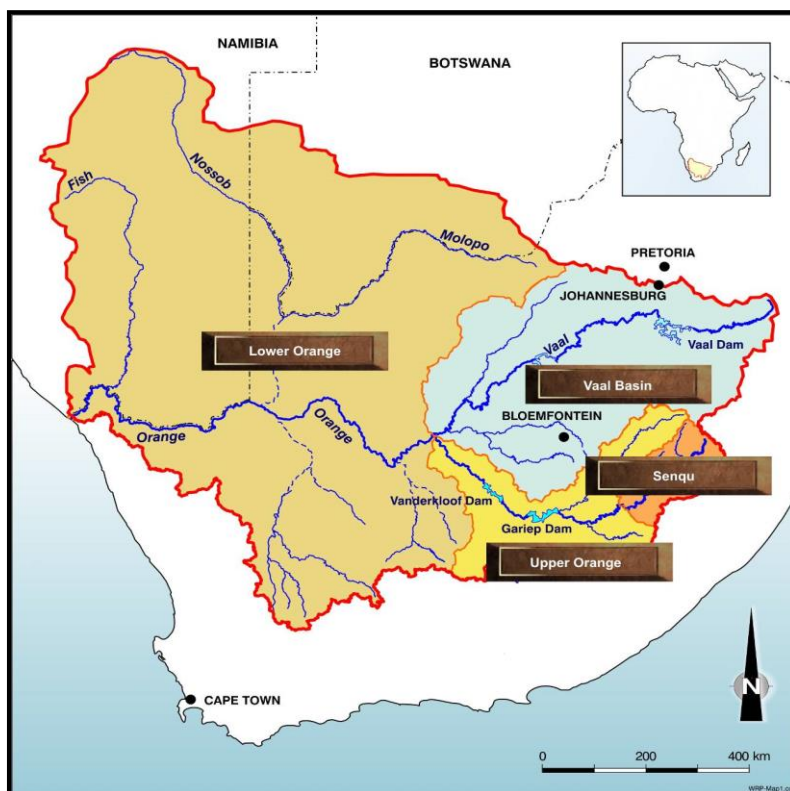 NAMIBIA
BOTSWANA
Fish
Nossob
Molopo
PRETORIA
JOHANNESBURG
Lower Orange
Vaal
Vaal Dam
Vaal Basin
BLOEMFONTEIN
Orange
Orange
Senqu
Vanderkloof Dam
Gariep Dam
Upper Orange
CAPE TOWN
N
0 200 400 km